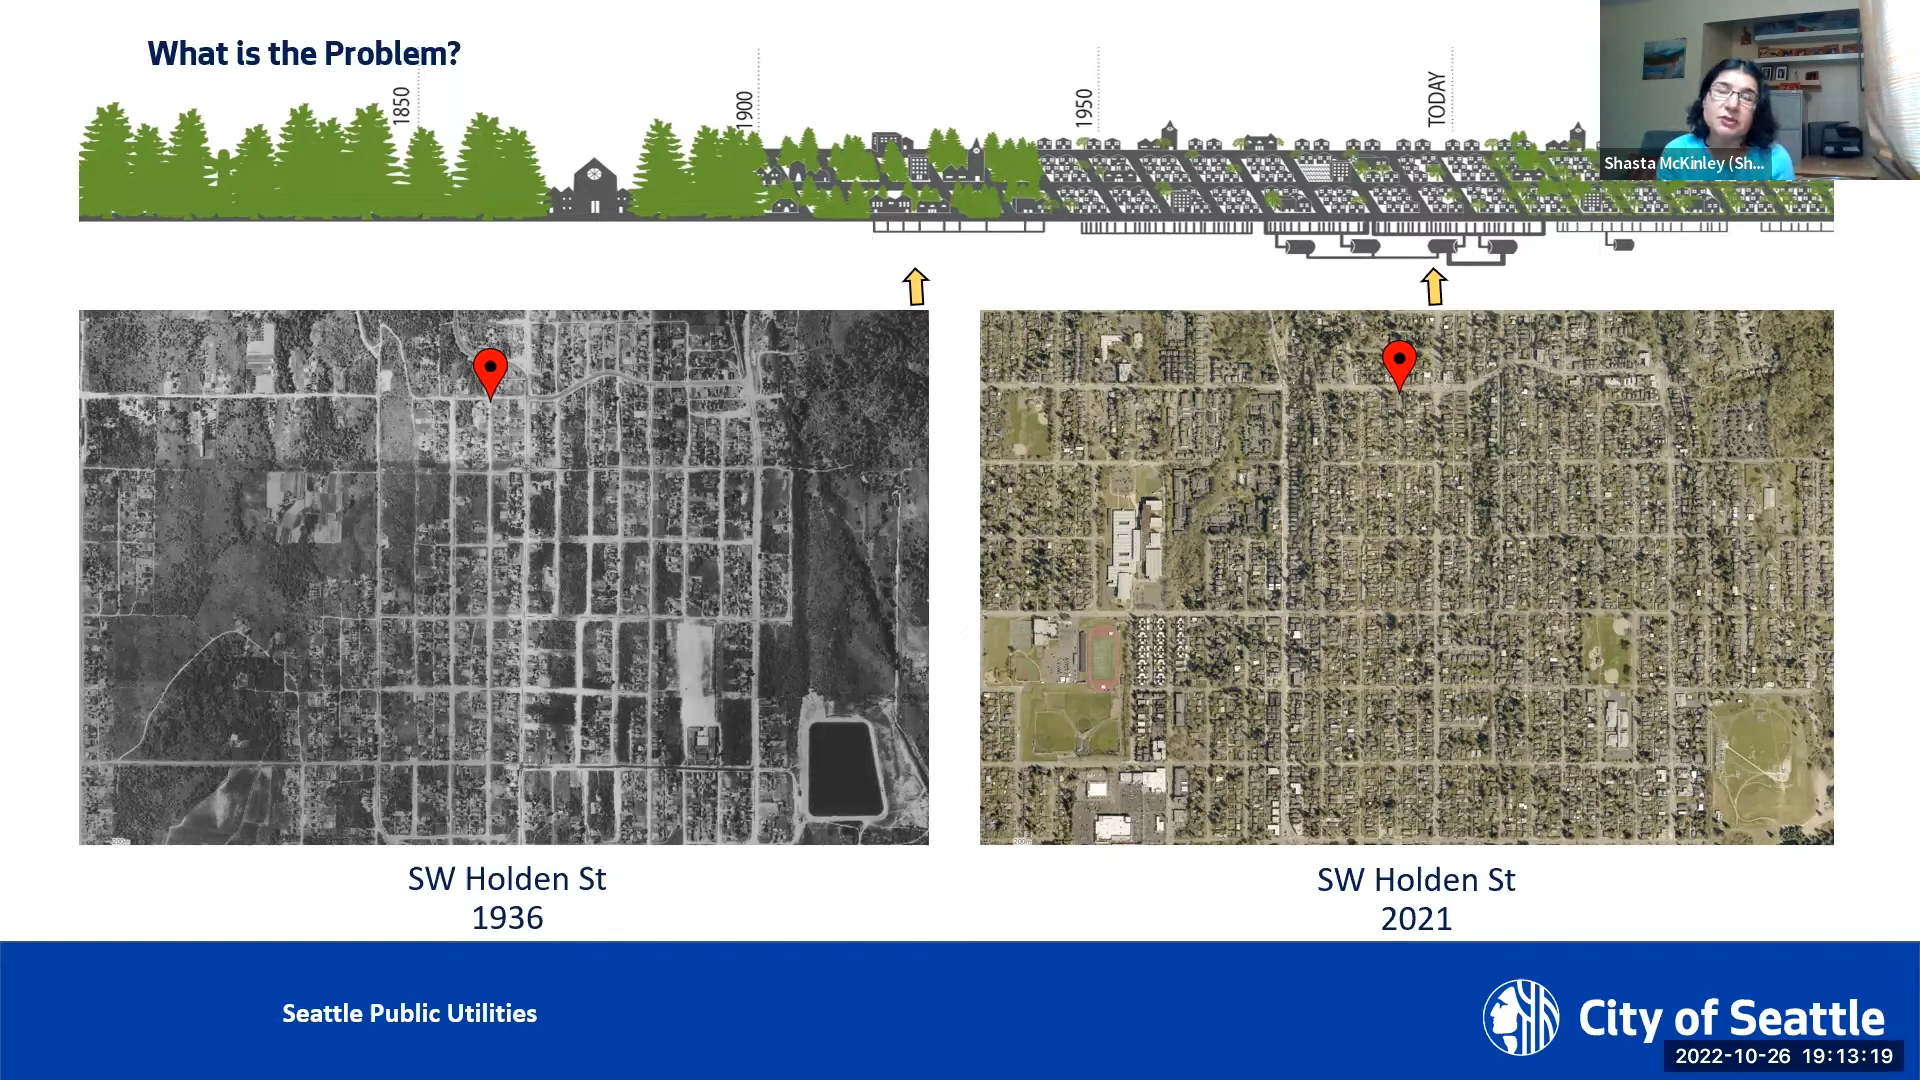 What is the Problem?
1850
1900
1950
TODAY
Shasta McKinley (Sh...
SW Holden St
1936
SW Holden St
2021
Seattle Public Utilities
City of Seattle
2022-10-26 19:13:19